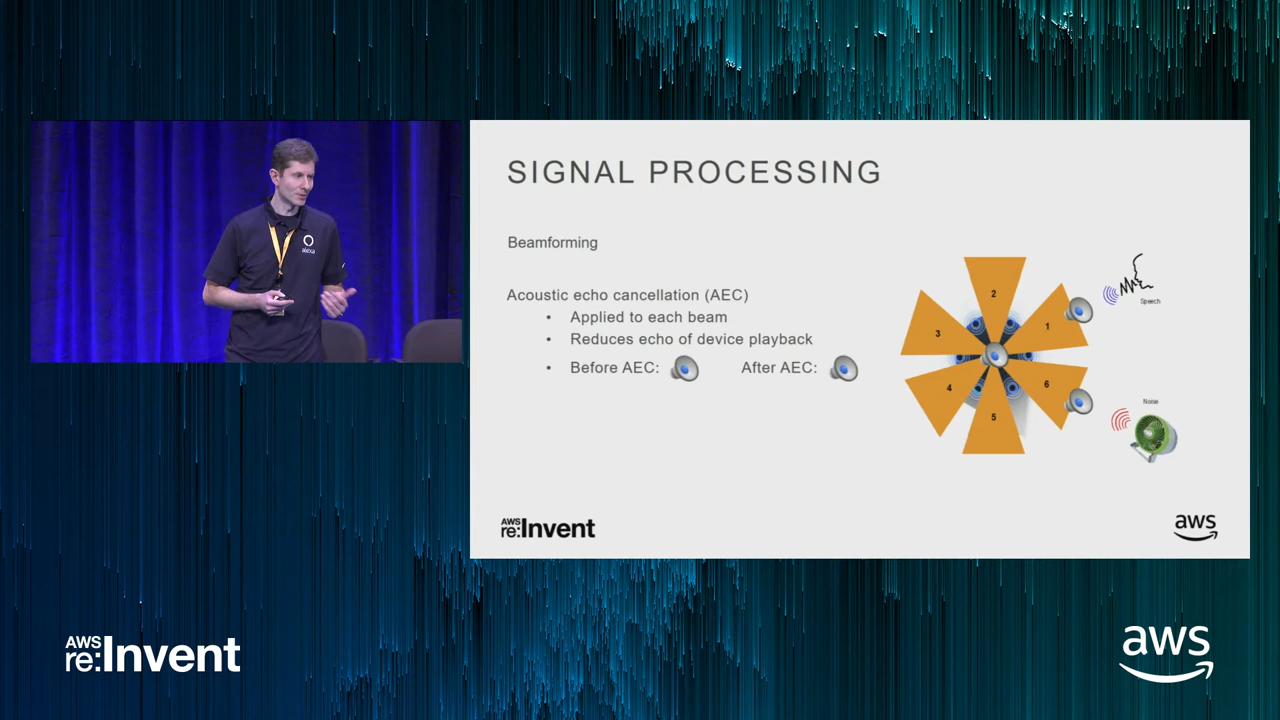 alexa
SIGNAL PROCESSING
Beamforming
Acoustic echo cancellation (AEC)
• Applied to each beam
• Reduces echo of device playback
• Before AEC: After AEC:
2
3
1
4
6
5
Speech
Noise
AWS
re:Invent
aws
AWS
re:Invent
aws